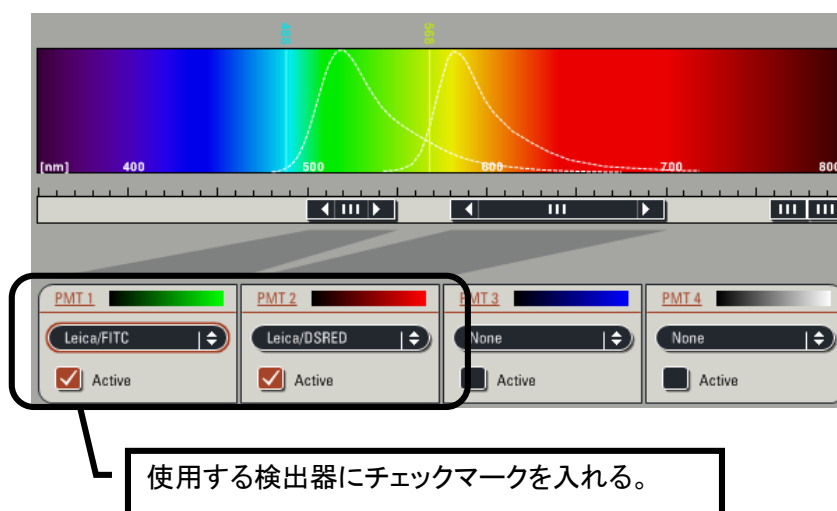 488 568
[nm] 400 500 600 700 800
PMT 1 PMT 2 PMT 3 PMT 4
Leica/FITC Leica/DSRED None None
Active Active Active Active
使用する検出器にチェックマークを入れる。